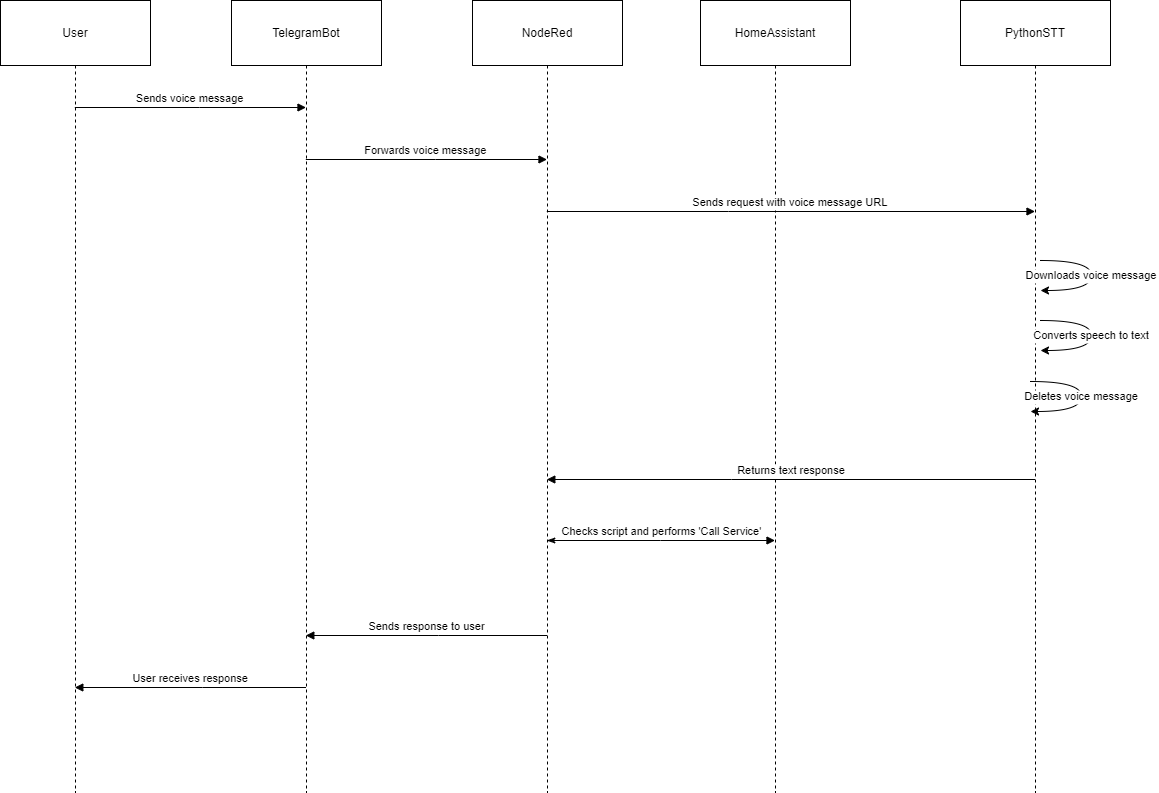 User
TelegramBot
NodeRed
HomeAssistant
PythonSTT
Sends voice message
Forwards voice message
Sends request with voice message URL
Downloads voice message
Converts speech to text
Deletes voice message
Returns text response
Checks script and performs 'Call Service'
Sends response to user
User receives response